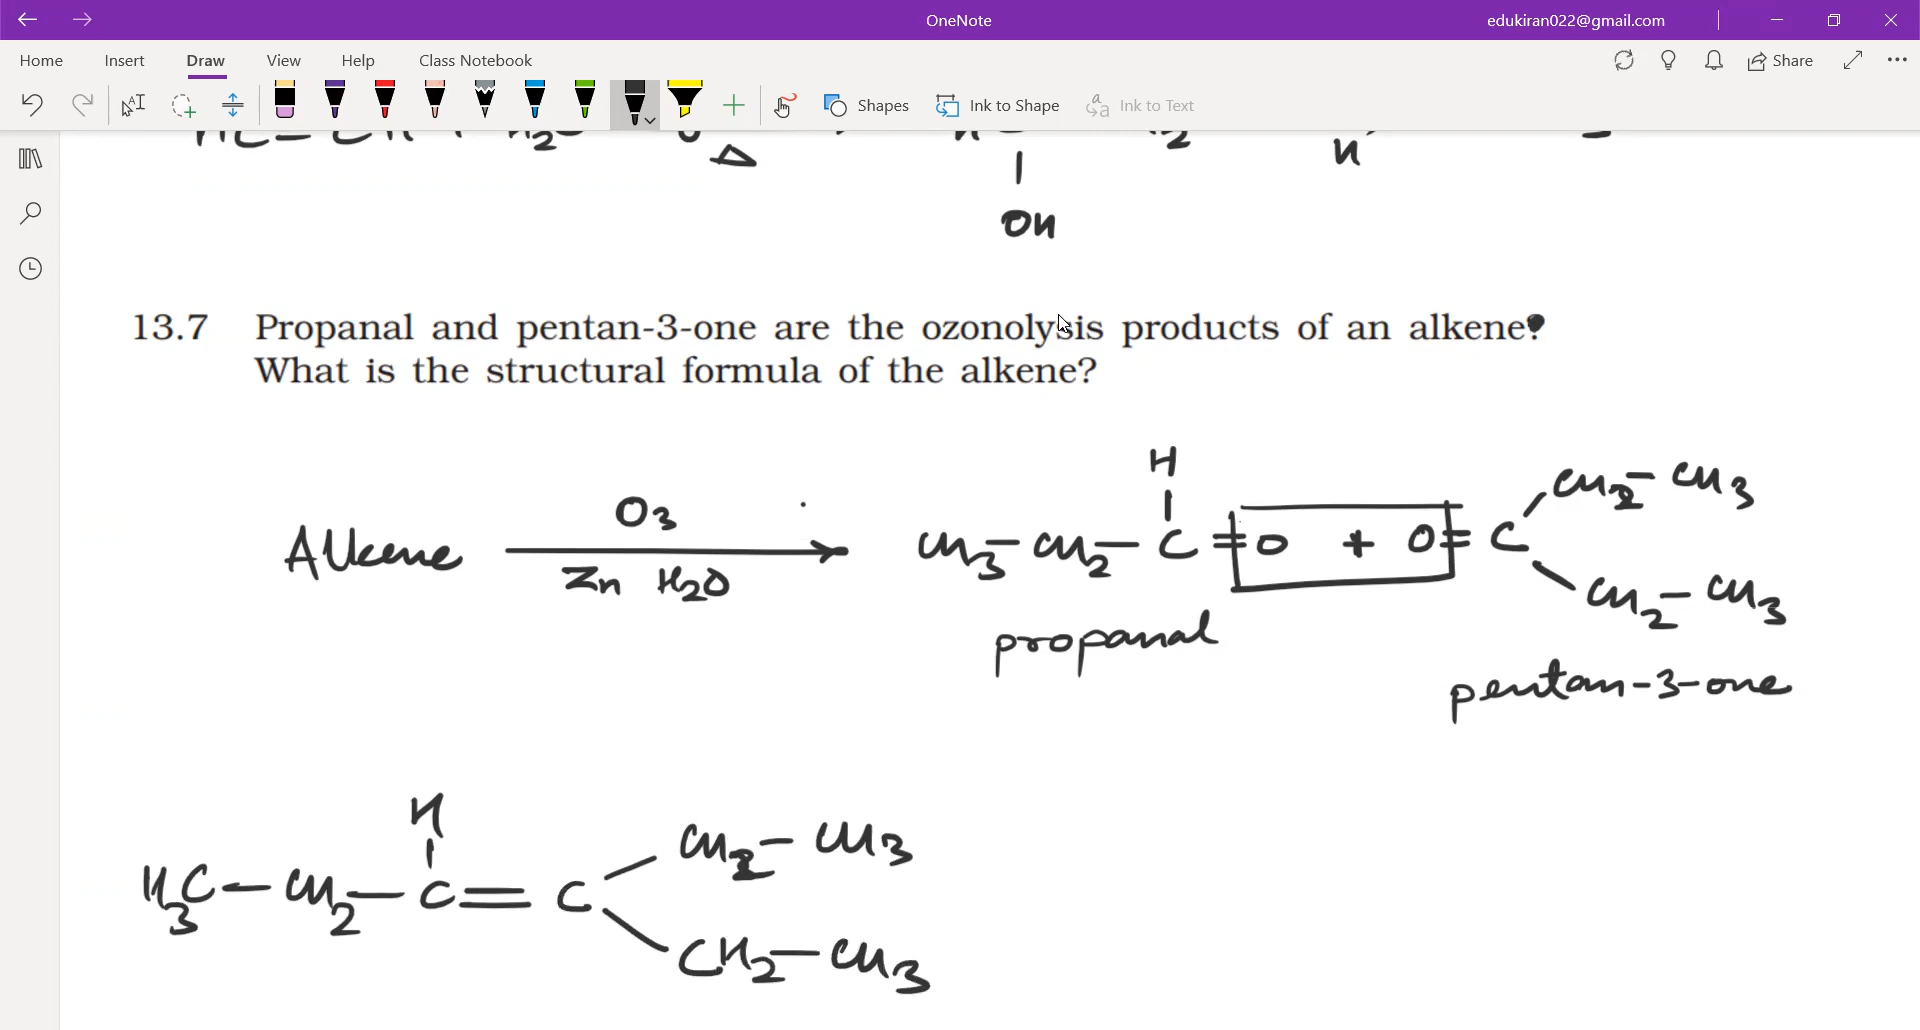 OneNote
edukiran022@gmail.com
Home Insert Draw View Help Class Notebook
Share
Shapes Ink to Shape Ink to Text
OH
13.7 Propanal and pentan-3-one are the ozonolysis products of an alkene?
What is the structural formula of the alkene?
H
CH2-CH3
O3
Alkene CH3-CH2-C=O + O=C
Zn H2O
CH2-CH3
propanal
pentan-3-one
H
CH2-CH3
H3C-CH2-C=C
CH2-CH3